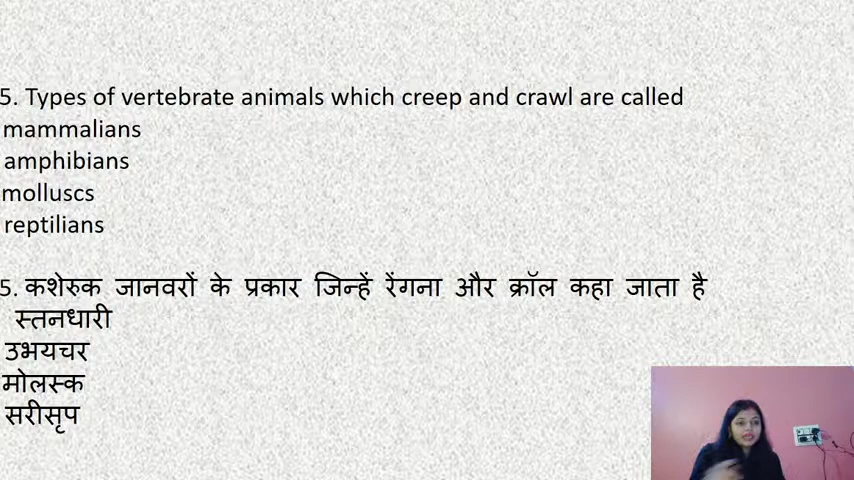 5. Types of vertebrate animals which creep and crawl are called
mammalians
amphibians
molluscs
reptilians
5. कशेरुक जानवरों के प्रकार जिन्हें रेंगना और क्रॉल कहा जाता है
स्तनधारी
उभयचर
मोलस्क
सरीसृप